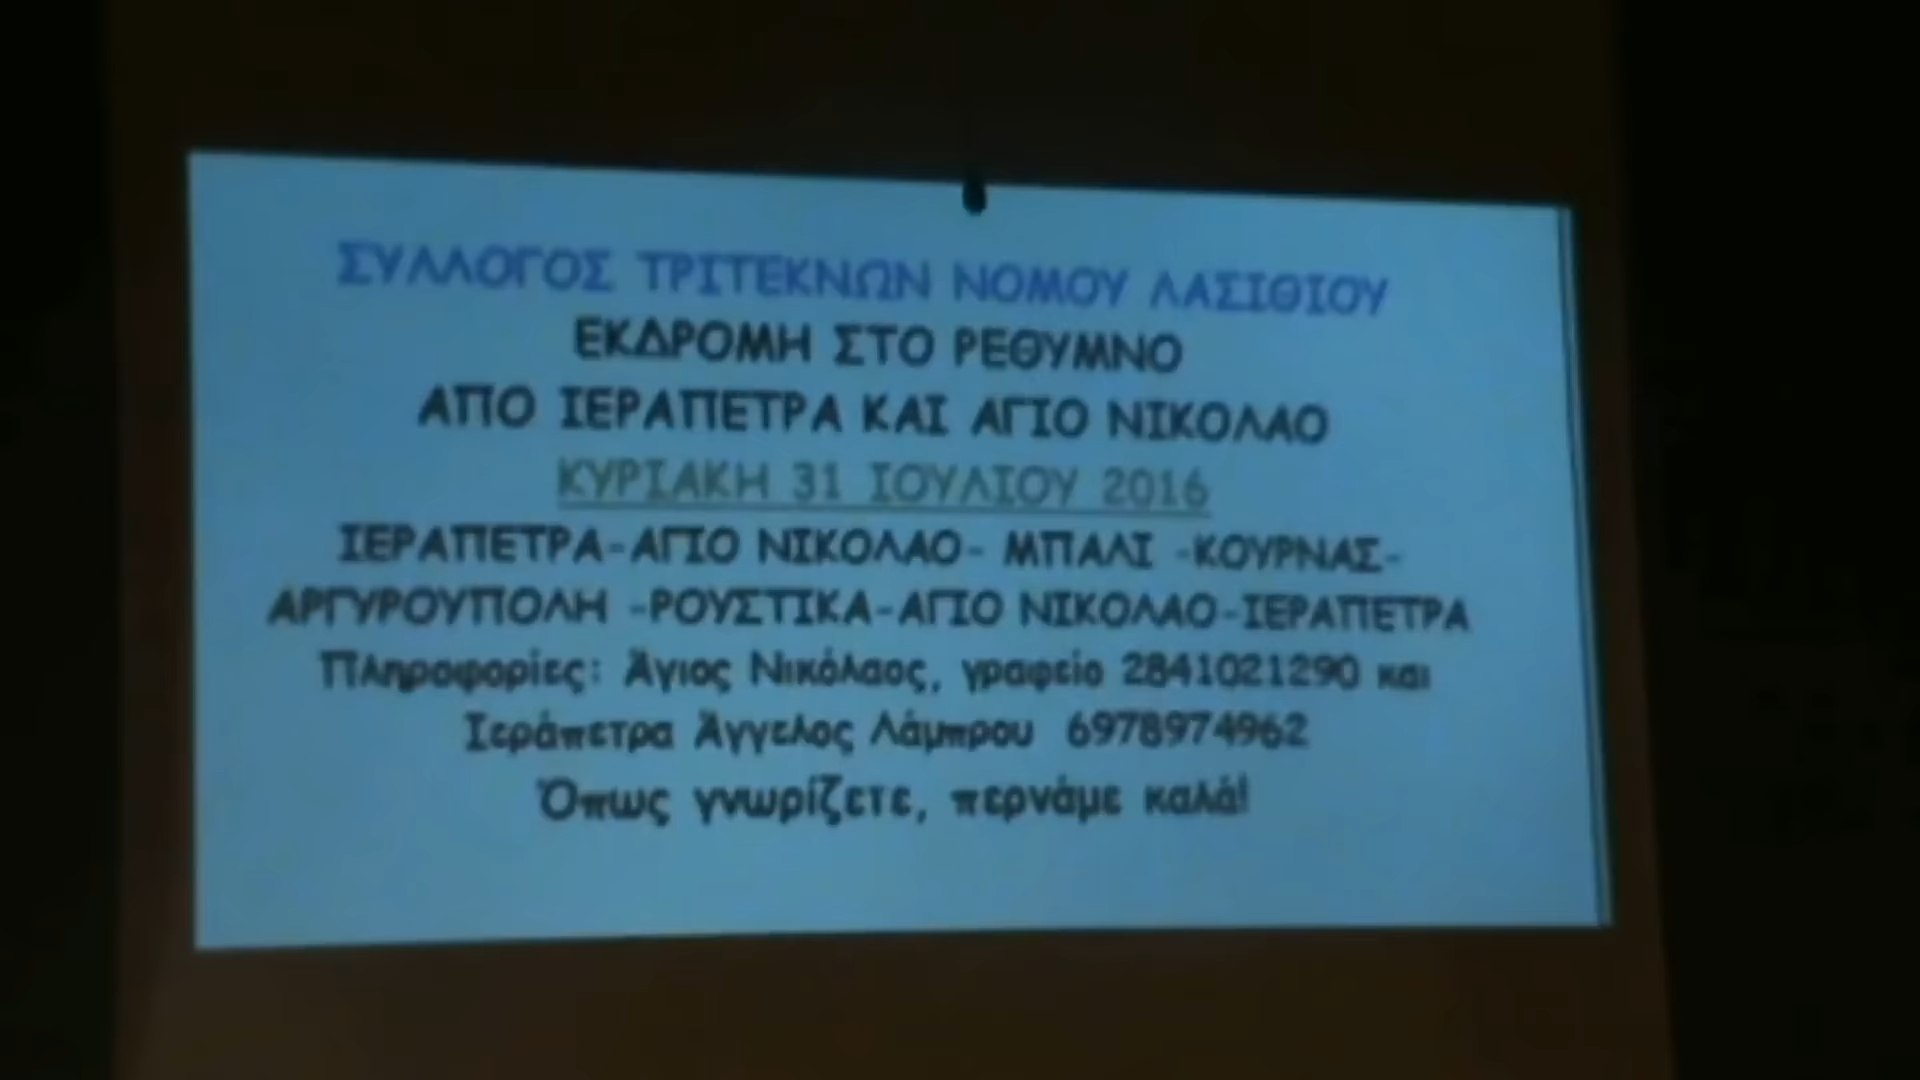 ΣΥΛΛΟΓΟΣ ΤΡΙΤΕΚΝΩΝ ΝΟΜΟΥ ΛΑΣΙΘΙΟΥ
ΕΚΔΡΟΜΗ ΣΤΟ ΡΕΘΥΜΝΟ
ΑΠΟ ΙΕΡΑΠΕΤΡΑ ΚΑΙ ΑΓΙΟ ΝΙΚΟΛΑΟ
ΚΥΡΙΑΚΗ 31 ΙΟΥΛΙΟΥ 2016
ΙΕΡΑΠΕΤΡΑ-ΑΓΙΟ ΝΙΚΟΛΑΟ- ΜΠΑΛΙ -ΚΟΥΡΝΑΣ-
ΑΡΓΥΡΟΥΠΟΛΗ -ΡΟΥΣΤΙΚΑ-ΑΓΙΟ ΝΙΚΟΛΑΟ-ΙΕΡΑΠΕΤΡΑ
Πληροφορίες: Άγιος Νικόλαος, γραφείο 2841021290 και
Ιεράπετρα Άγγελος Λάμπρου 6978974962
Όπως γνωρίζετε, περνάμε καλά!